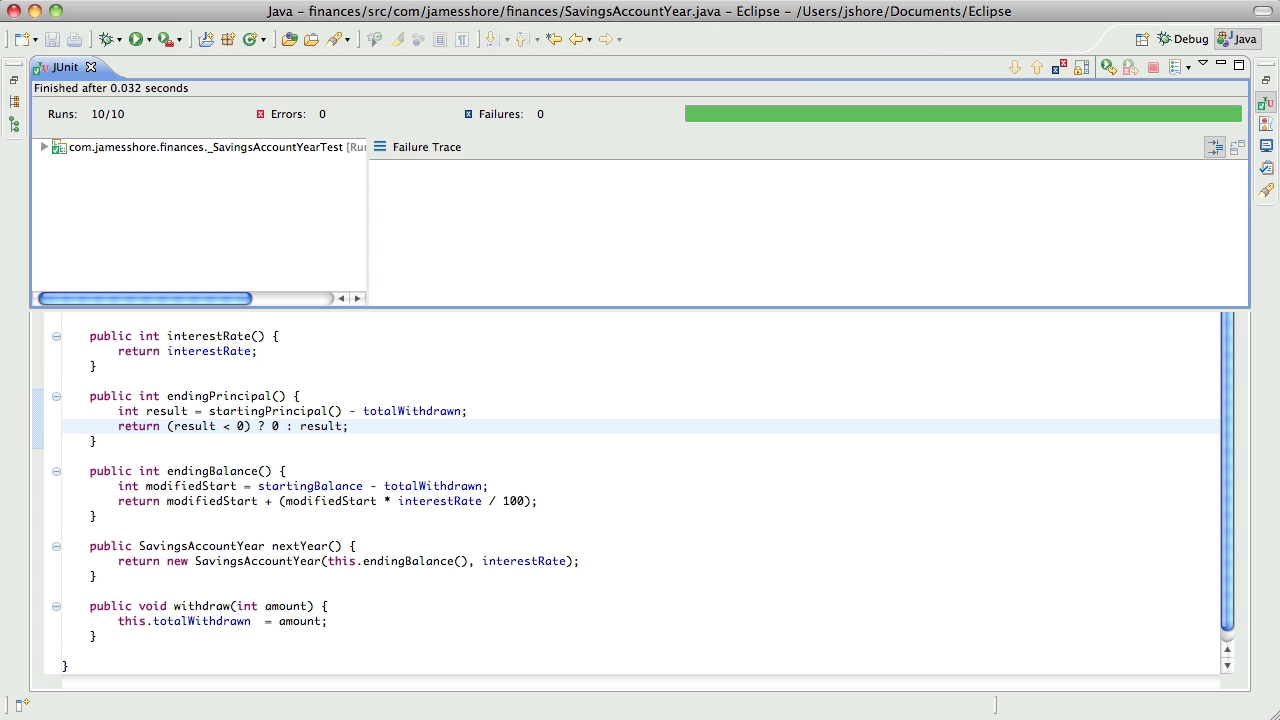 Java - finances/src/com/jamesshore/finances/SavingsAccountYear.java - Eclipse - /Users/jshore/Documents/Eclipse
Debug Java
JUnit
Finished after 0.032 seconds
Runs: 10/10 Errors: 0 Failures: 0
com.jamesshore.finances._SavingsAccountYearTest [Ru
Failure Trace
public int interestRate() {
return interestRate;
}
public int endingPrincipal() {
int result = startingPrincipal() - totalWithdrawn;
return (result < 0) ? 0 : result;
}
public int endingBalance() {
int modifiedStart = startingBalance - totalWithdrawn;
return modifiedStart + (modifiedStart * interestRate / 100);
}
public SavingsAccountYear nextYear() {
return new SavingsAccountYear(this.endingBalance(), interestRate);
}
public void withdraw(int amount) {
this.totalWithdrawn  = amount;
}
}